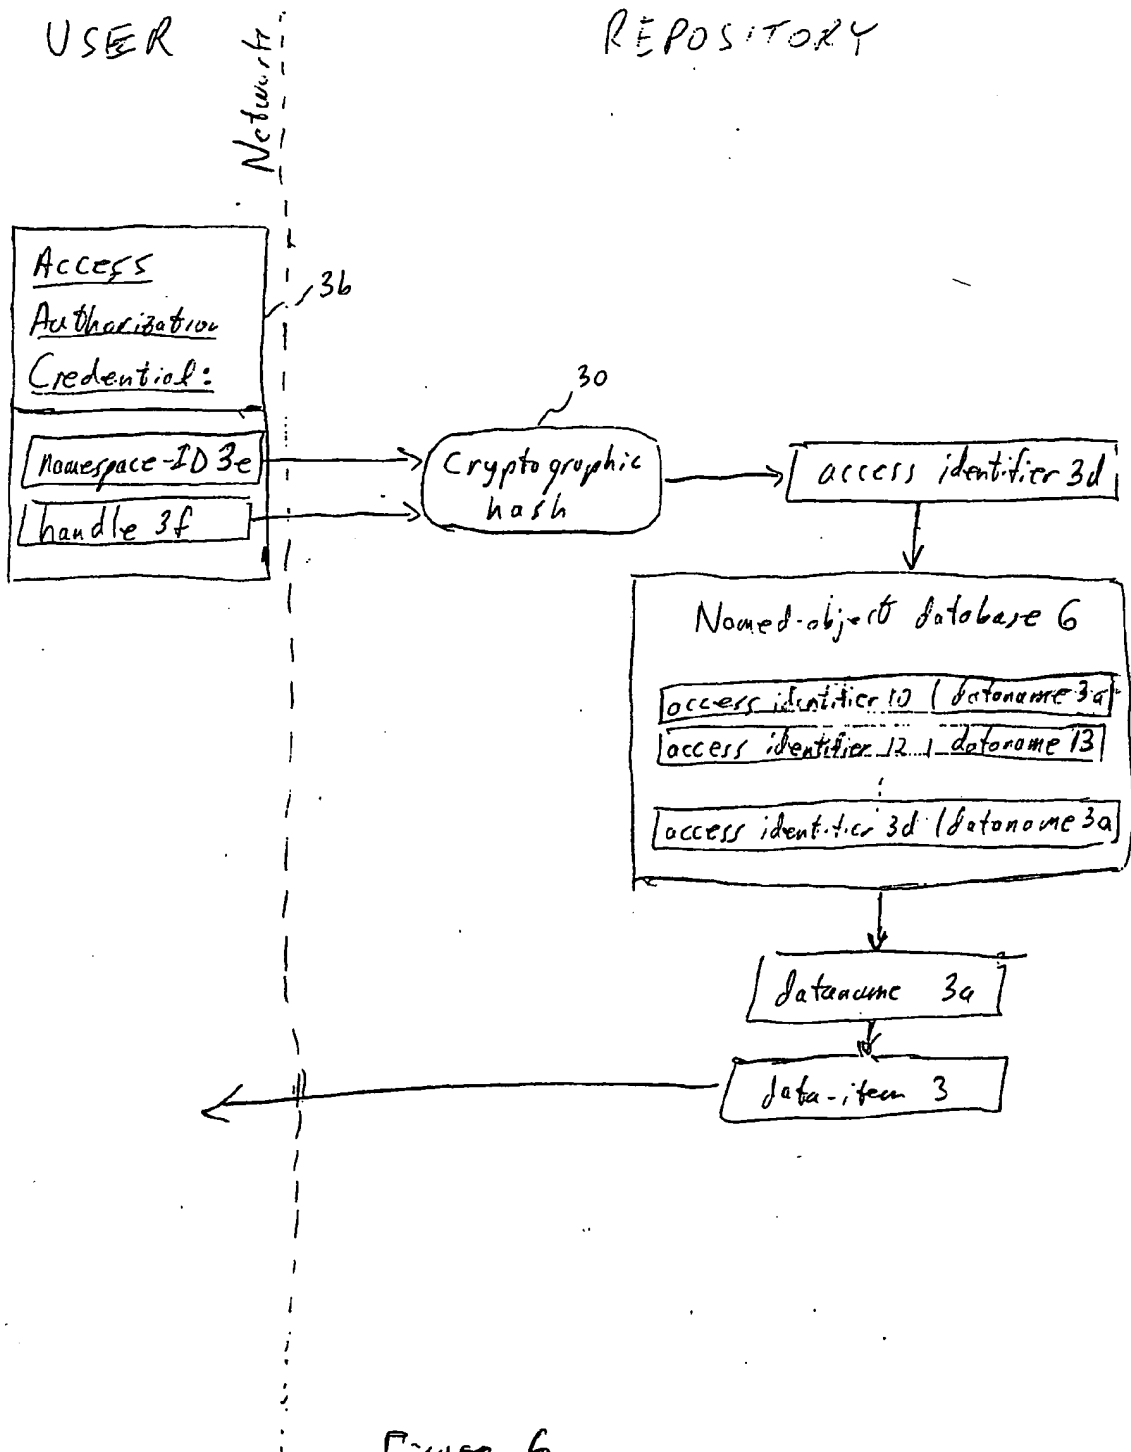 USER
REPOSITORY
Network
Access
Authorization
Credential:
3b
namespace-ID 3e
handle 3f
30
Cryptographic
hash
access identifier 3d
Named-object database 6
access identifier 10 | dataname 3a
access identifier 12 | dataname 13
access identifier 3d | dataname 3a
dataname 3a
data-item 3
Figure 6